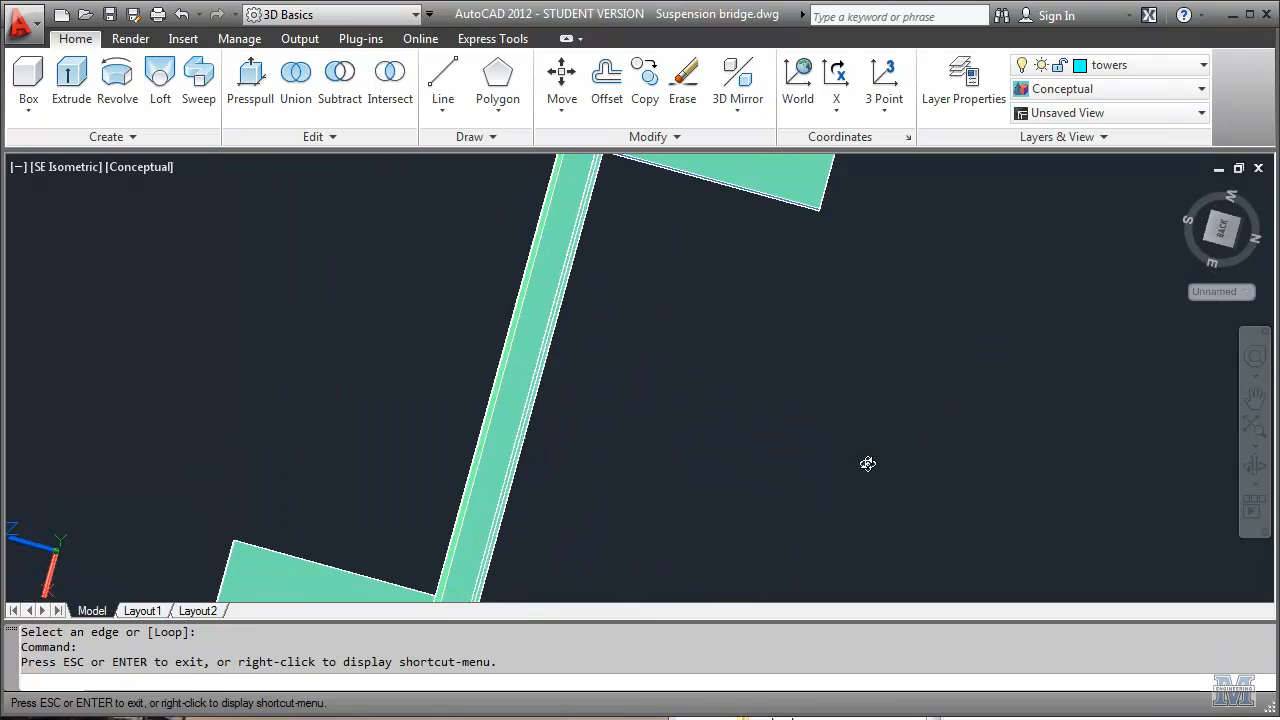 3D Basics
AutoCAD 2012 - STUDENT VERSION Suspension bridge.dwg
Type a keyword or phrase
Sign In
Home Render Insert Manage Output Plug-ins Online Express Tools
Box Extrude Revolve Loft Sweep
Presspull Union Subtract Intersect
Line Polygon
Move Offset Copy Erase 3D Mirror
World X 3 Point
Layer Properties
towers
Conceptual
Unsaved View
Create Edit Draw Modify Coordinates Layers & View
[−] [SE Isometric] [Conceptual]
W
S
BACK
N
E
Unnamed
Z
Y
X
Model Layout1 Layout2
Select an edge or [Loop]:
Command:
Press ESC or ENTER to exit, or right-click to display shortcut-menu.
Press ESC or ENTER to exit, or right-click to display shortcut-menu.
M
ENGINEERING